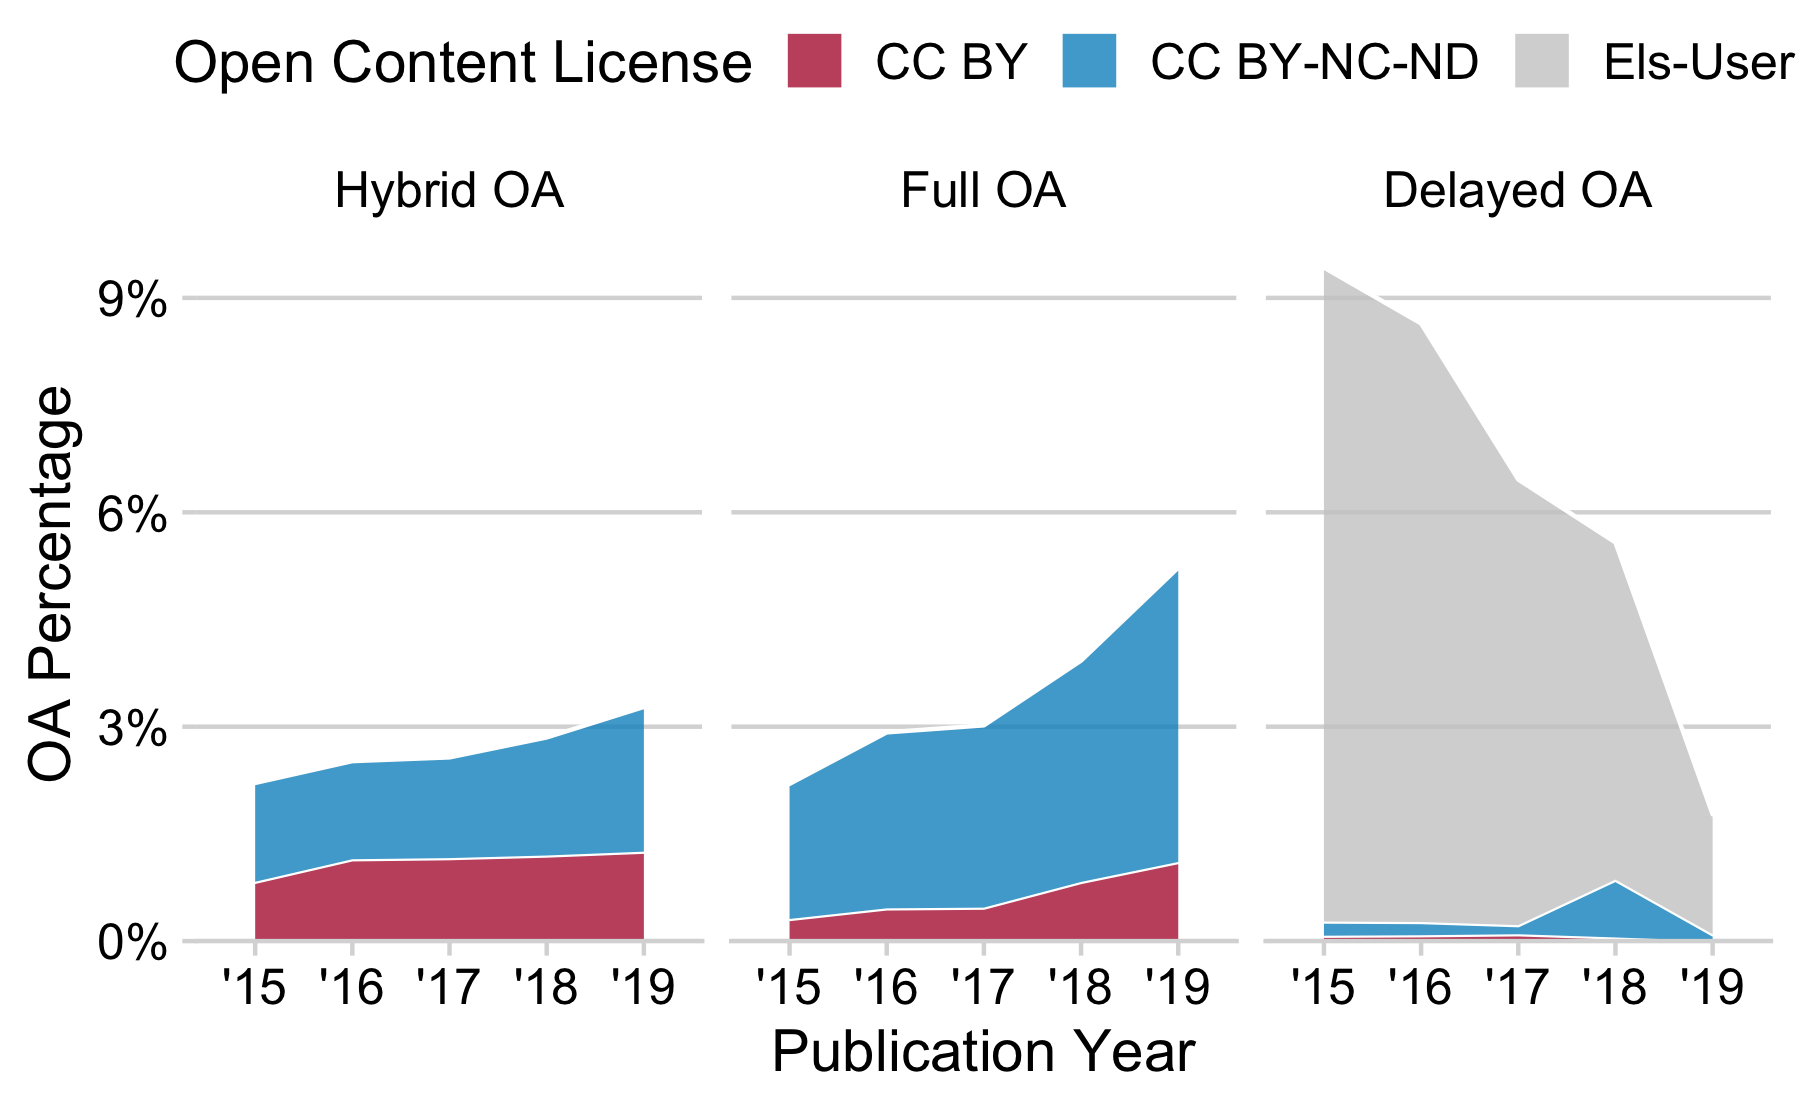 Open Content License CC BY CC BY-NC-ND Els-User
Hybrid OA Full OA Delayed OA
OA Percentage
9%
6%
3%
0%
'15 '16 '17 '18 '19 '15 '16 '17 '18 '19 '15 '16 '17 '18 '19
Publication Year